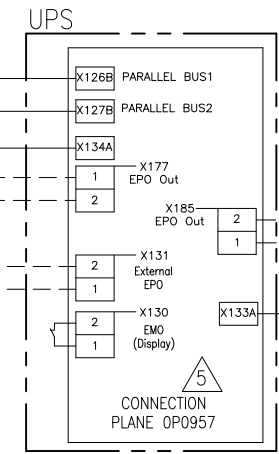 UPS
X126B PARALLEL BUS1
X127B PARALLEL BUS2
X134A
X177
EPO Out
1
2
X185
EPO Out
2
1
X131
External
EPO
2
1
X130
EMO
(Display)
2
1
X133A
5
CONNECTION
PLANE 0P0957